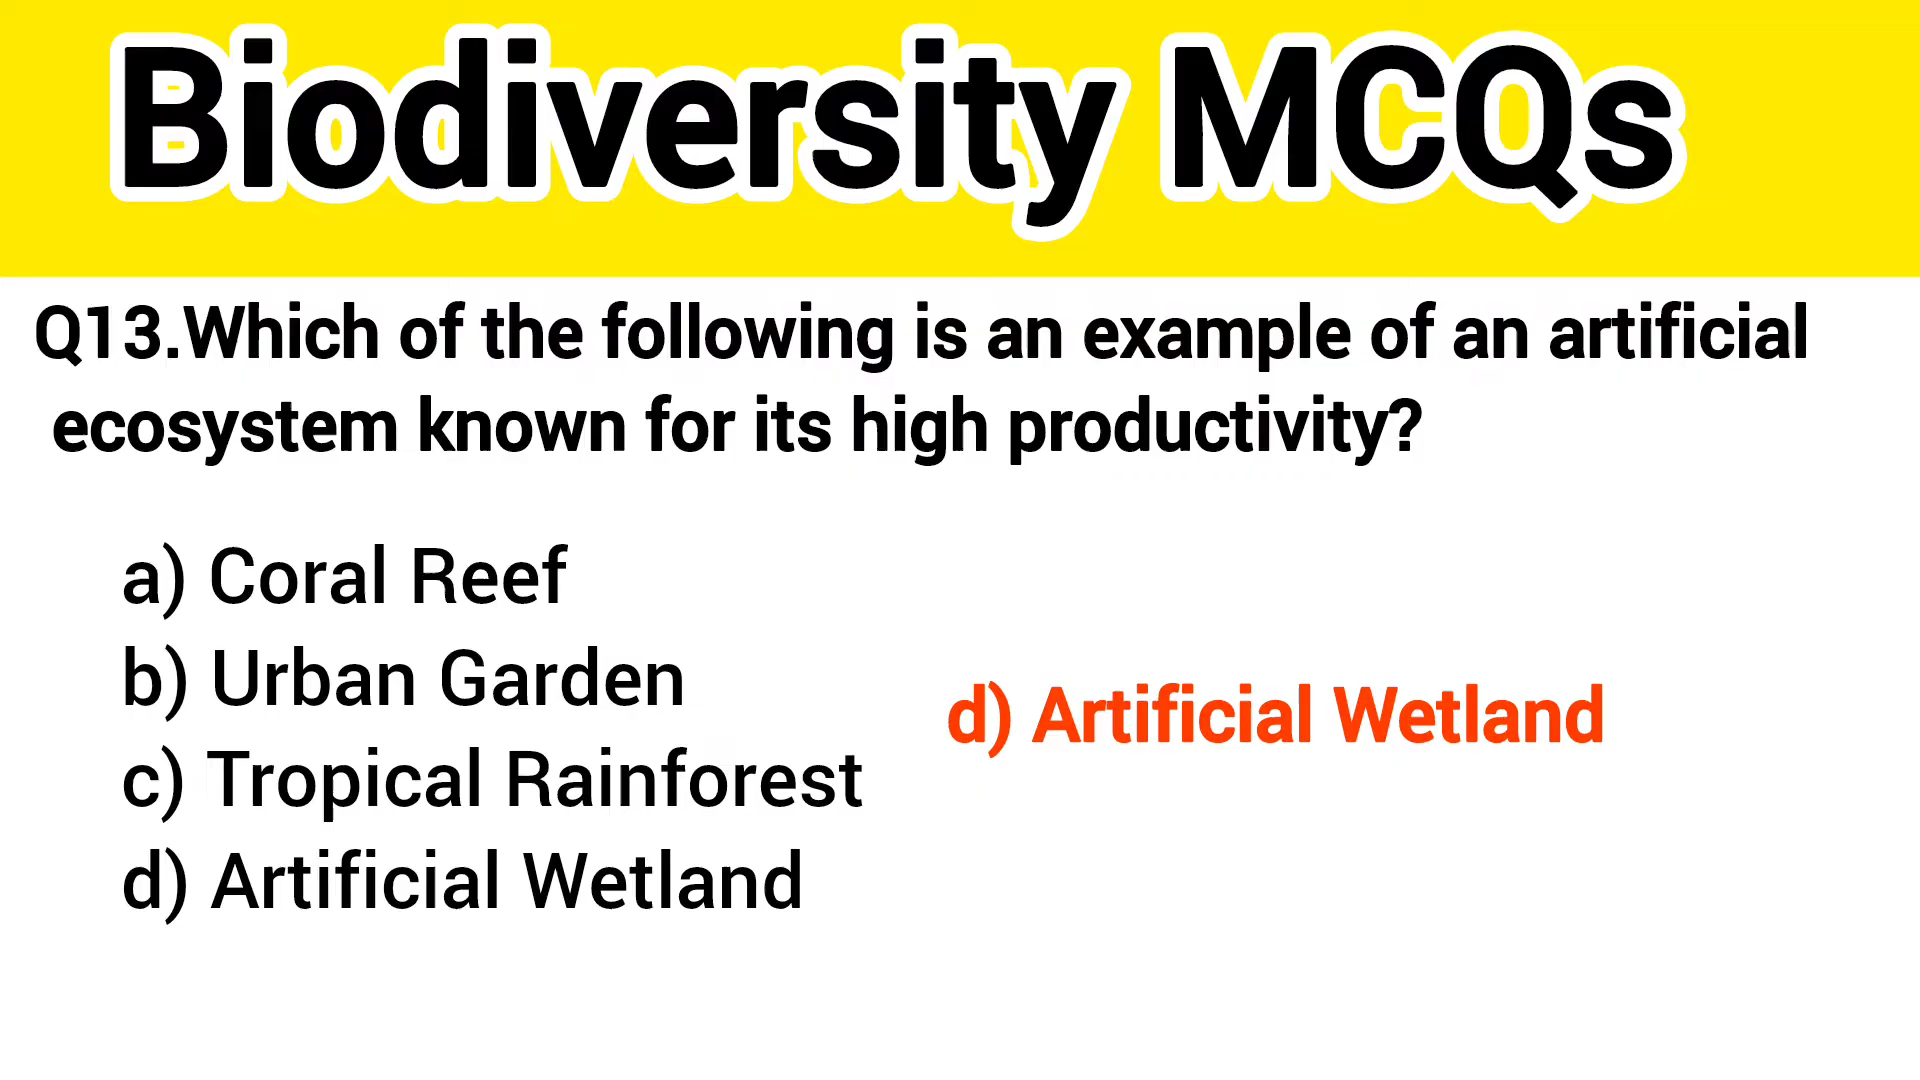 Biodiversity MCQs
Q13.Which of the following is an example of an artificial
ecosystem known for its high productivity?
a) Coral Reef
b) Urban Garden
c) Tropical Rainforest
d) Artificial Wetland
d) Artificial Wetland